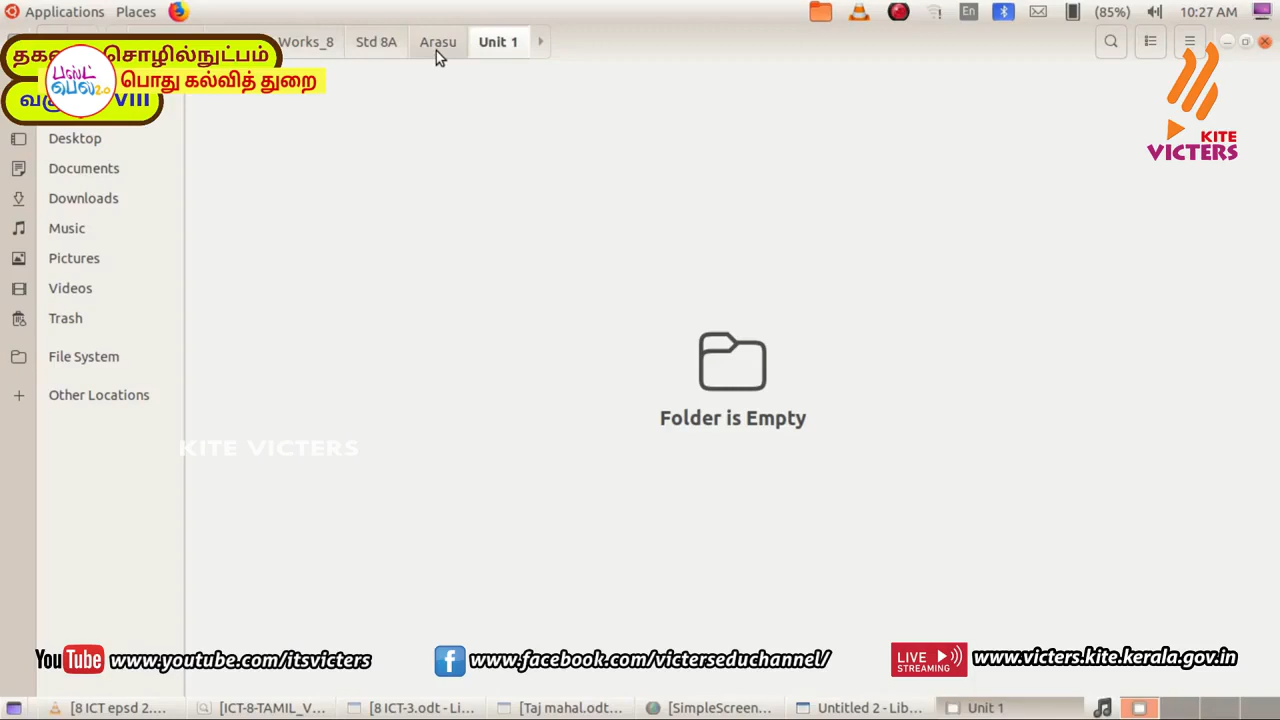 Applications Places En (85%) 10:27 AM
Works_8 Std 8A Arasu Unit 1
பொது கல்வித் துறை
VIII
KITE
VICTERS
Desktop
Documents
Downloads
Music
Pictures
Videos
Trash
File System
Other Locations
Folder is Empty
KITE VICTERS
YouTube www.youtube.com/itsvicters
f www.facebook.com/victerseduchannel/
LIVE STREAMING www.victers.kite.kerala.gov.in
[8 ICT epsd 2.... [ICT-8-TAMIL_V... [8 ICT-3.odt - Li... [Taj mahal.odt... [SimpleScreen... Untitled 2 - Lib... Unit 1